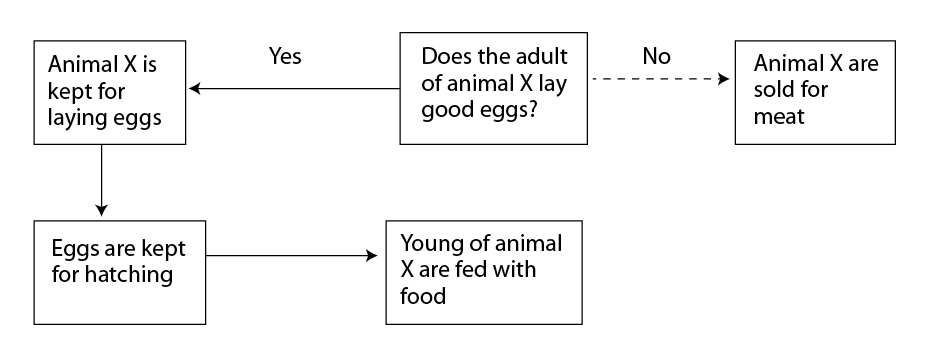 Animal X is
kept for
laying eggs
Yes
Does the adult
of animal X lay
good eggs?
No
Animal X are
sold for
meat
Eggs are kept
for hatching
Young of animal
X are fed with
food